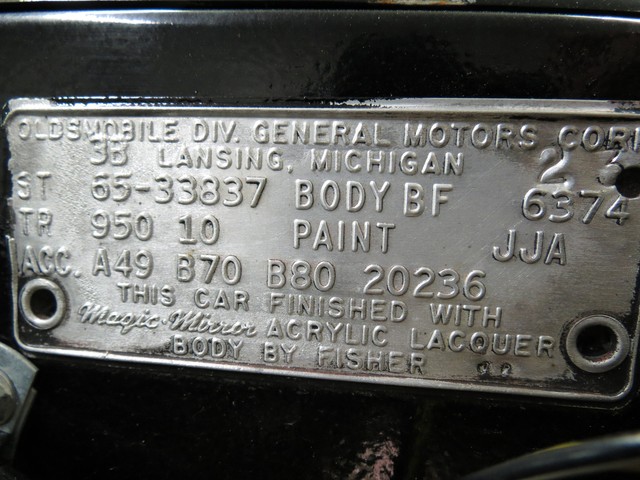 OLDSMOBILE DIV. GENERAL MOTORS CORP
3B LANSING, MICHIGAN 2
ST 65-33837 BODY BF 6374
TR 950 10 PAINT JJA
ACC. A49 B70 B80 20236
THIS CAR FINISHED WITH
Magic-Mirror ACRYLIC LACQUER
BODY BY FISHER